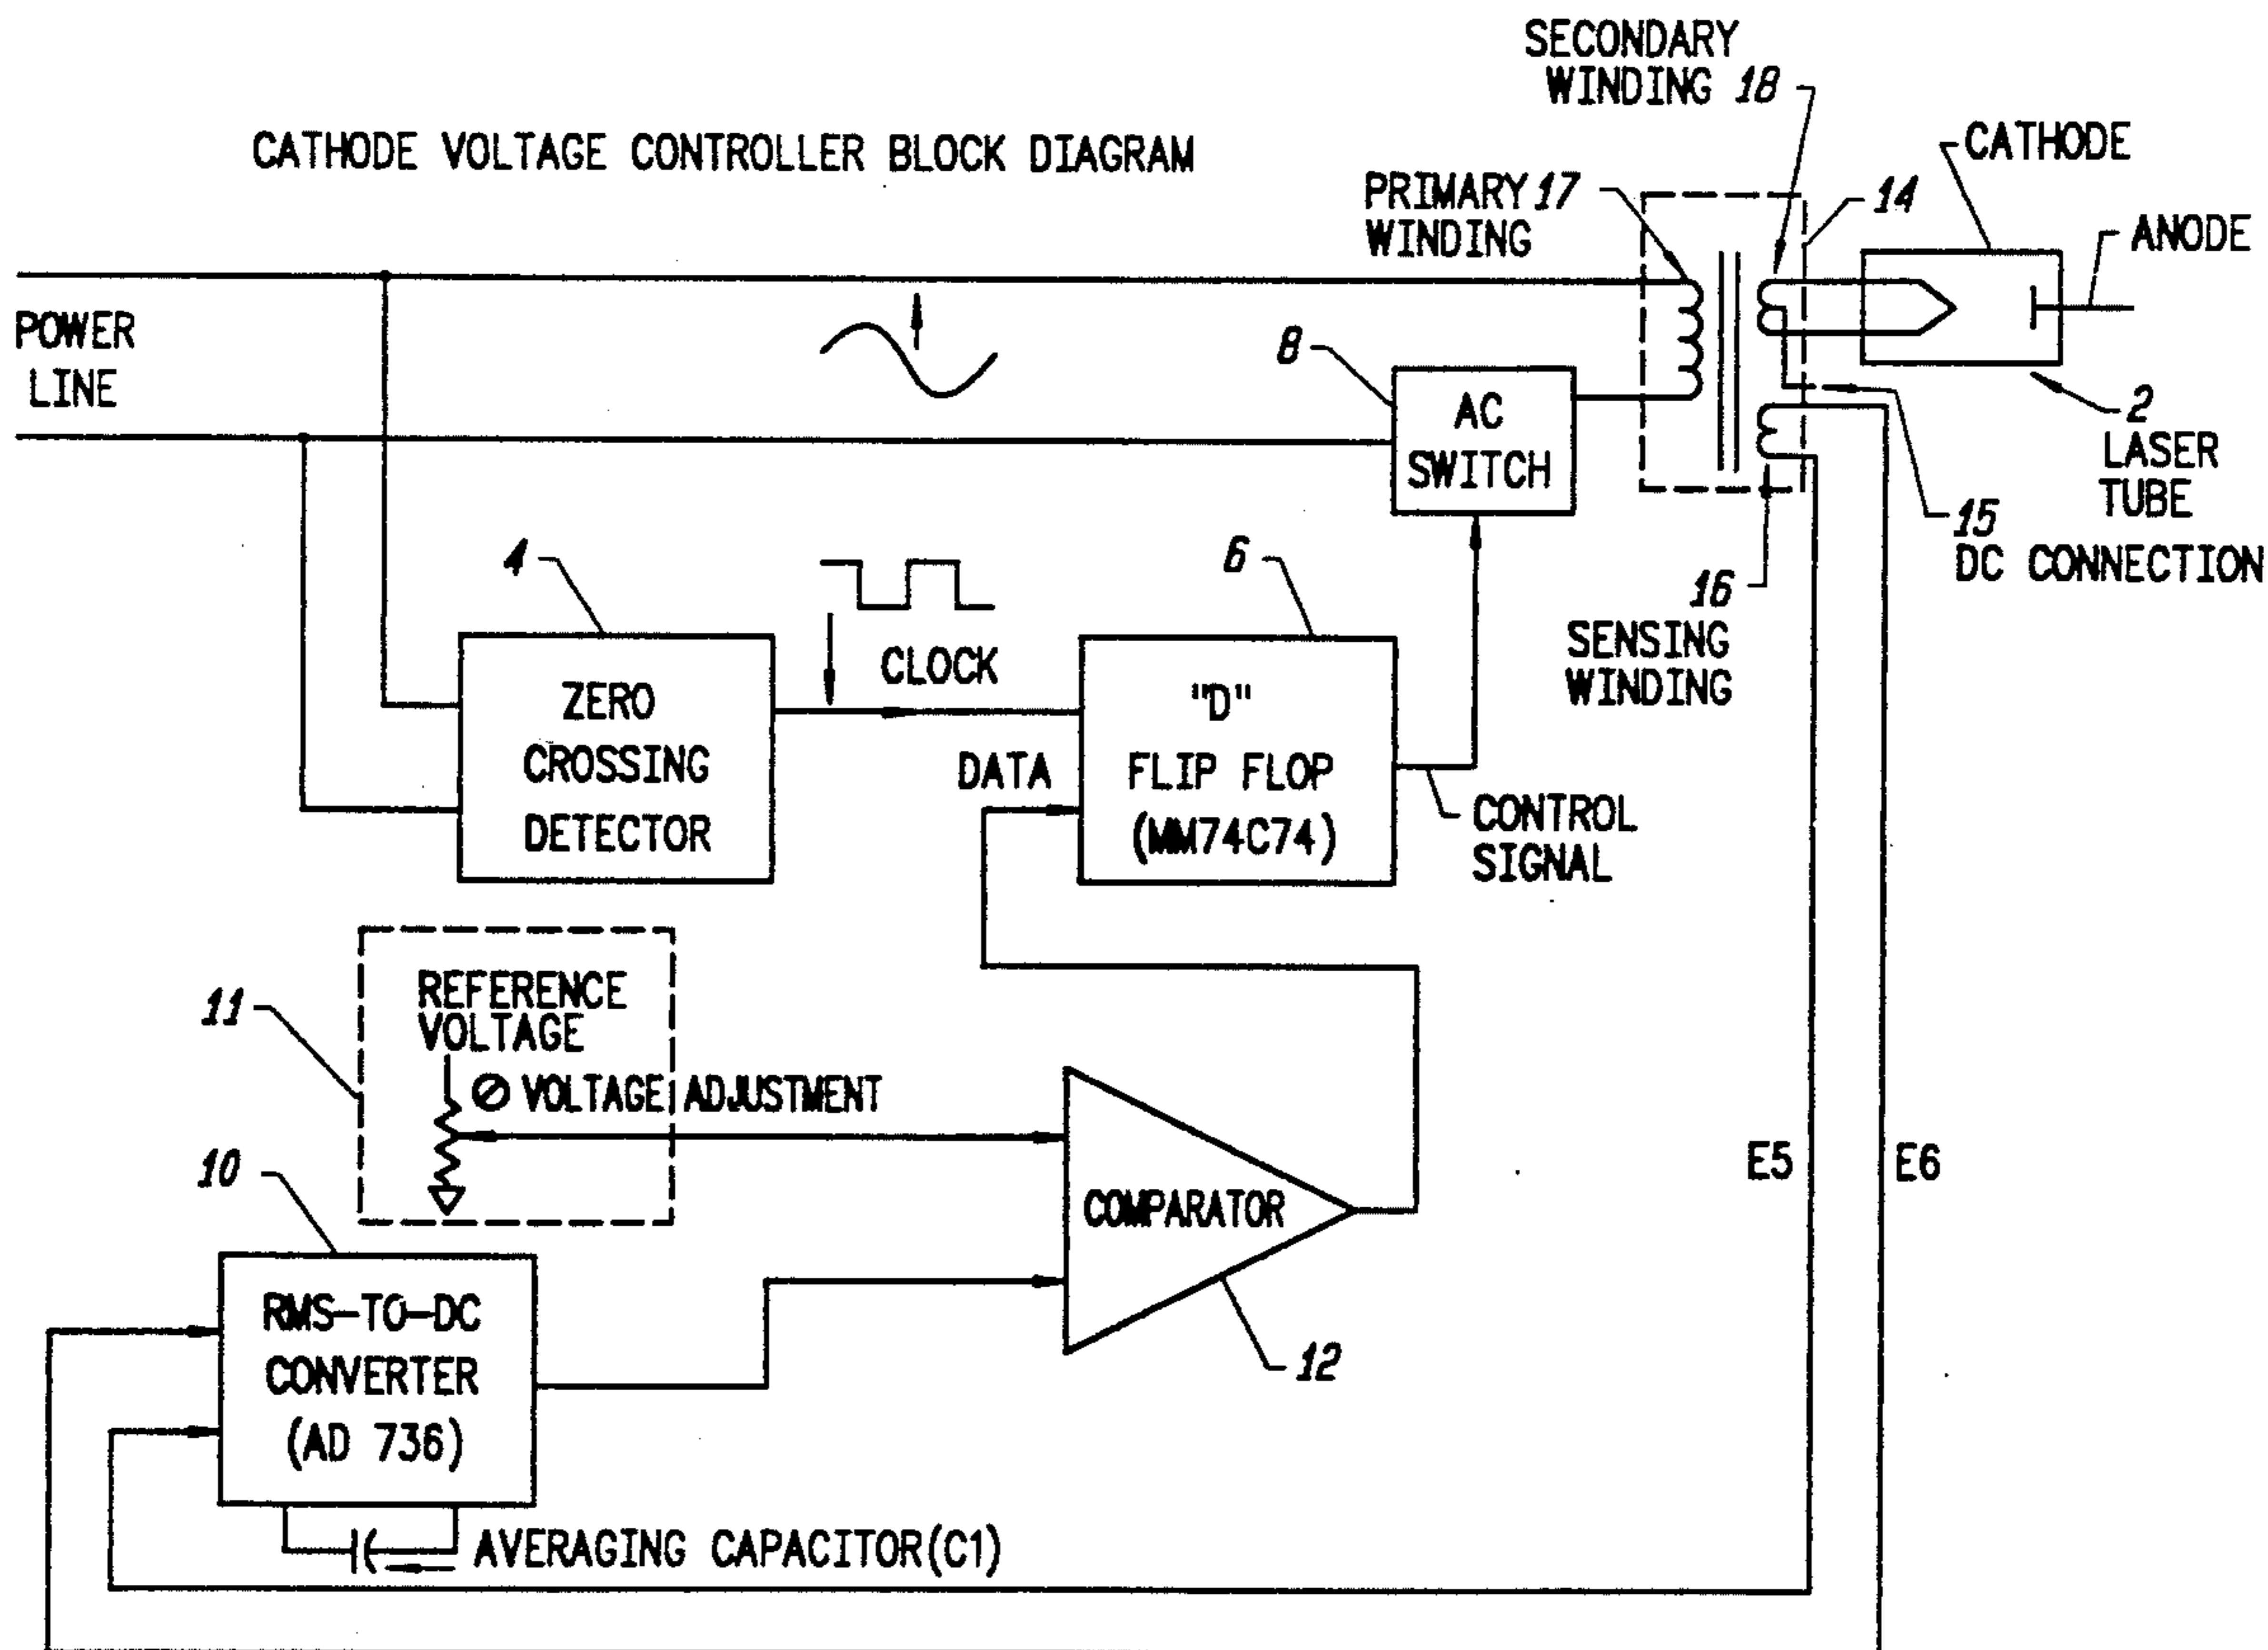 SECONDARY
WINDING 18
CATHODE VOLTAGE CONTROLLER BLOCK DIAGRAM
CATHODE
PRIMARY 17
WINDING
14
ANODE
POWER
LINE
8
AC
SWITCH
2
LASER
TUBE
15
DC CONNECTION
16
SENSING
WINDING
4
CLOCK
6
ZERO
CROSSING
DETECTOR
DATA
"D"
FLIP FLOP
(MM74C74)
CONTROL
SIGNAL
11
REFERENCE
VOLTAGE
VOLTAGE ADJUSTMENT
10
COMPARATOR
E5
E6
RMS-TO-DC
CONVERTER
(AD 736)
12
AVERAGING CAPACITOR(C1)